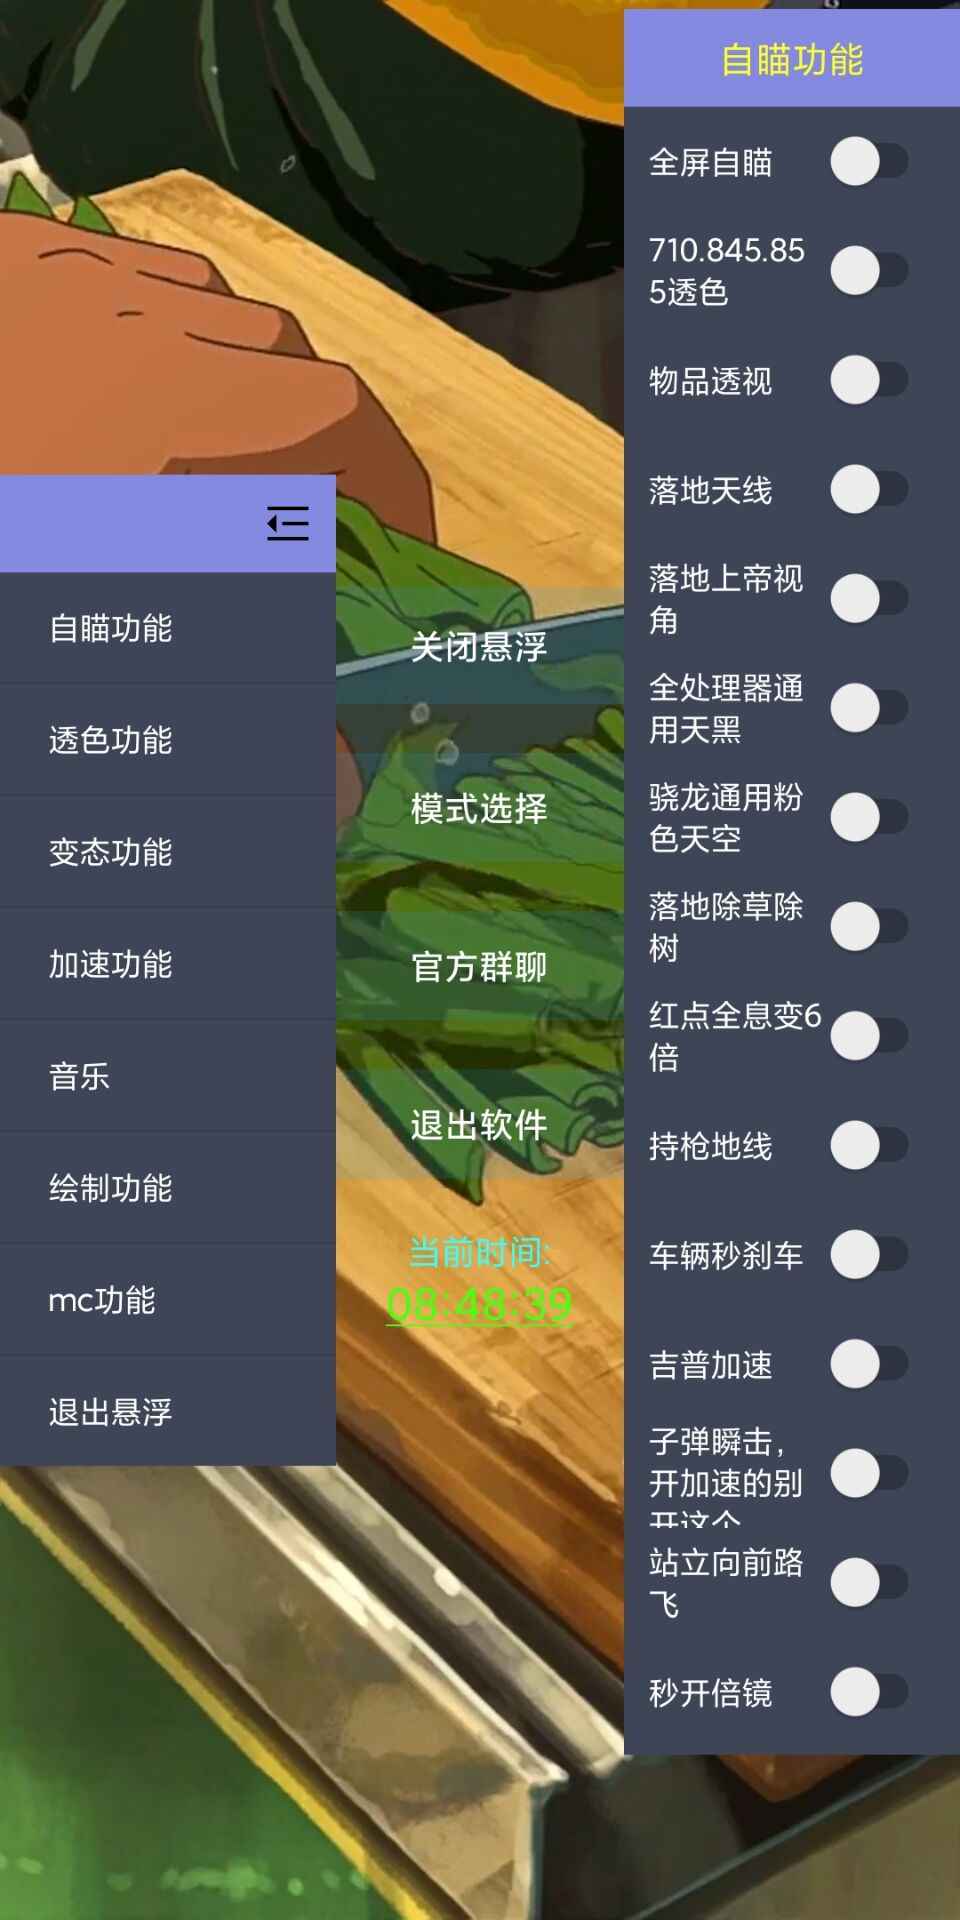 自瞄功能
透色功能
变态功能
加速功能
音乐
绘制功能
mc功能
退出悬浮
关闭悬浮
模式选择
官方群聊
退出软件
当前时间:
08:48:39
自瞄功能
全屏自瞄
710.845.85
5透色
物品透视
落地天线
落地上帝视
角
全处理器通
用天黑
骁龙通用粉
色天空
落地除草除
树
红点全息变6
倍
持枪地线
车辆秒刹车
吉普加速
子弹瞬击，
开加速的别
开这个
站立向前路
飞
秒开倍镜